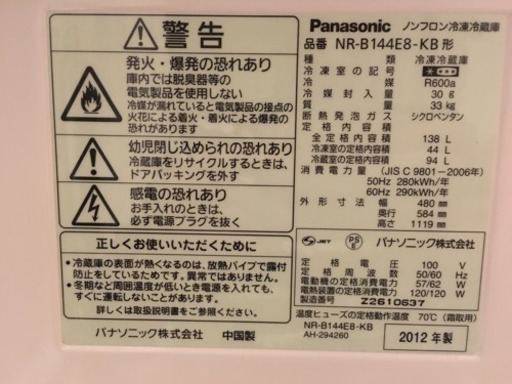 警告
発火・爆発の恐れあり
庫内では脱臭器等の
電気製品を使用しない
冷媒が漏れていると電気製品の接点の
火花による着火・着火による爆発の
恐れあり
幼児閉じ込められの恐れあり
冷蔵庫をリサイクルするときは、
ドアパッキングを外す
感電の恐れあり
お手入れのときは、
必ず電源プラグを抜く
正しくお使いいただくために
●冷蔵庫の表面が熱いのは、放熱パイプで露付
防止をしているためです。異常ではありません。
●冬期など周囲温度が低いとき電源を入れても、
すぐに運転しないことがあります。
(詳しくは取扱説明書をご覧ください)
パナソニック株式会社 中国製
Panasonic ノンフロン冷凍冷蔵庫
品番 NR-B144E8-KB形
種類 冷凍冷蔵庫
冷凍室の記号
冷媒 R600a
冷媒量 30g
質量 33kg
断熱発泡ガス シクロペンタン
定格内容積
全定格内容積 138 L
冷凍室の定格内容積 44 L
冷蔵室の定格内容積 94 L
消費電力量 (JIS C 9801-2006年)
50Hz 280kWh/年
60Hz 290kWh/年
外形寸法 幅 480 mm
奥行 584 mm
高さ 1119 mm
JET PSE パナソニック株式会社
定格電圧 100 V
定格周波数 50/60 Hz
電動機の定格消費電力 57/62 W
電熱装置の定格消費電力 120/120 W
製造番号 Z2610637
温度ヒューズの定格動作温度 70℃(霜取用)
NR-B144E8-KB
AH-294260
2012年製